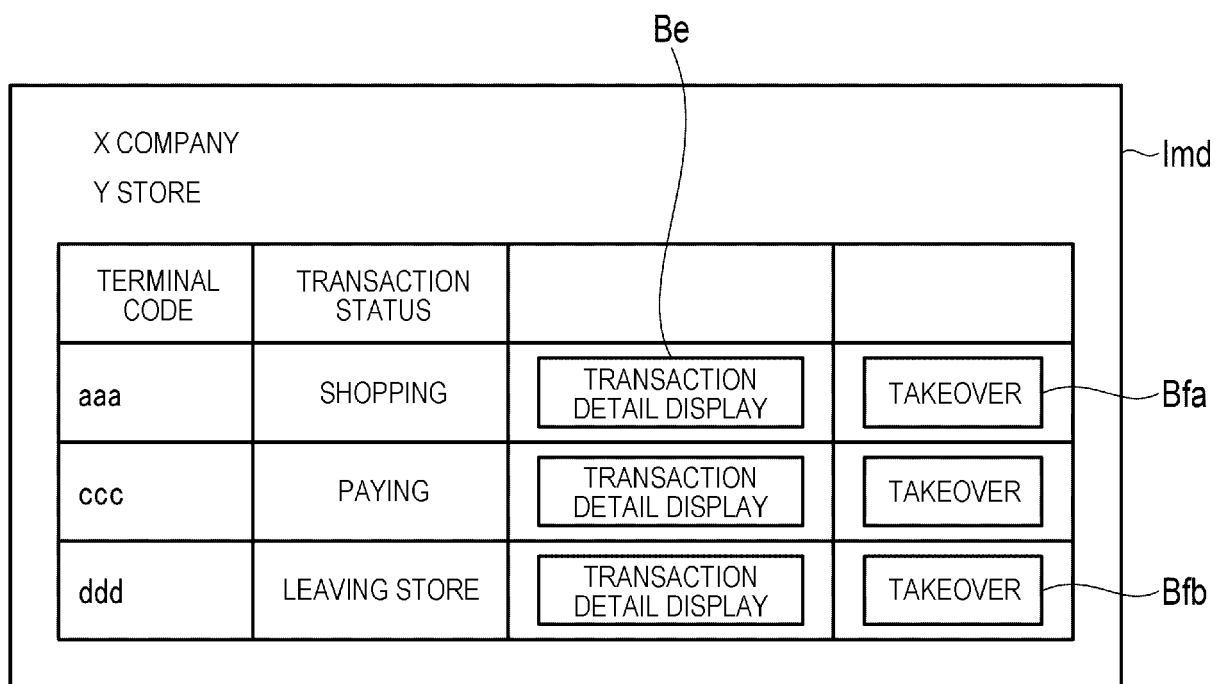 Be
X COMPANY
Imd
Y STORE
TERMINAL
CODE
TRANSACTION
STATUS
aaa
SHOPPING
TRANSACTION
DETAIL DISPLAY
TAKEOVER
Bfa
ccc
PAYING
TRANSACTION
DETAIL DISPLAY
TAKEOVER
ddd
LEAVING STORE
TRANSACTION
DETAIL DISPLAY
TAKEOVER
Bfb